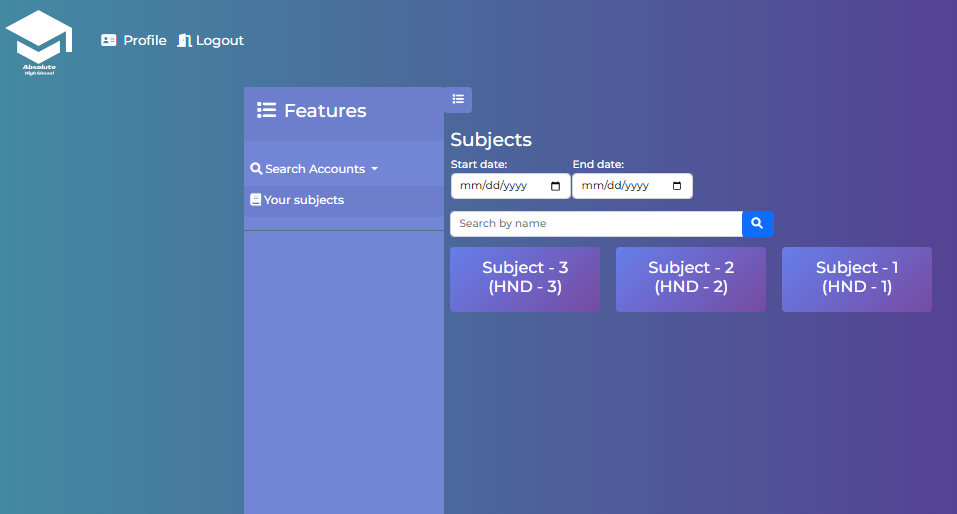 Absolute
High School
Profile
Logout
Features
Search Accounts
Your subjects
Subjects
Start date:
End date:
mm/dd/yyyy
mm/dd/yyyy
Search by name
Subject - 3
(HND - 3)
Subject - 2
(HND - 2)
Subject - 1
(HND - 1)